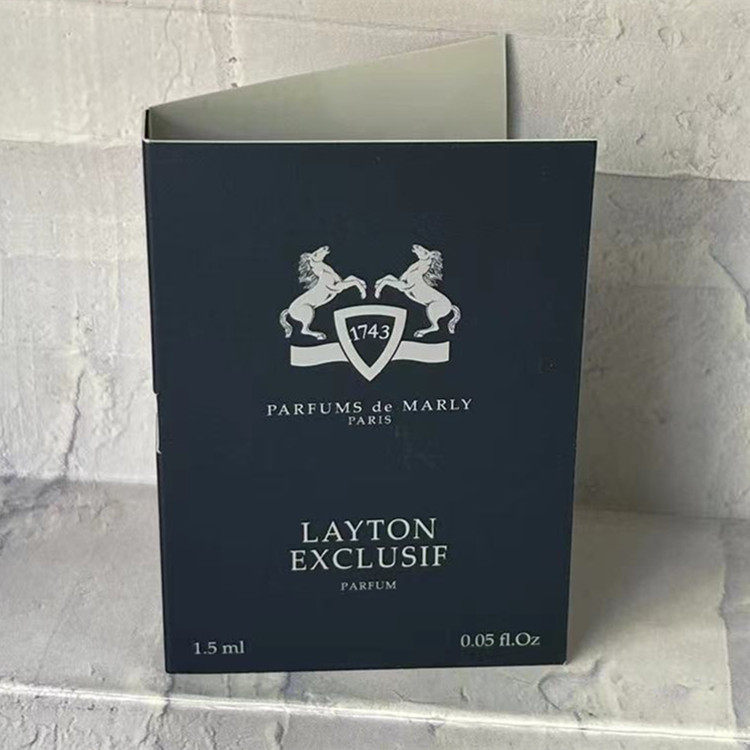 1743
PARFUMS de MARLY
PARIS
LAYTON
EXCLUSIF
PARFUM
1.5 ml
0.05 fl.Oz